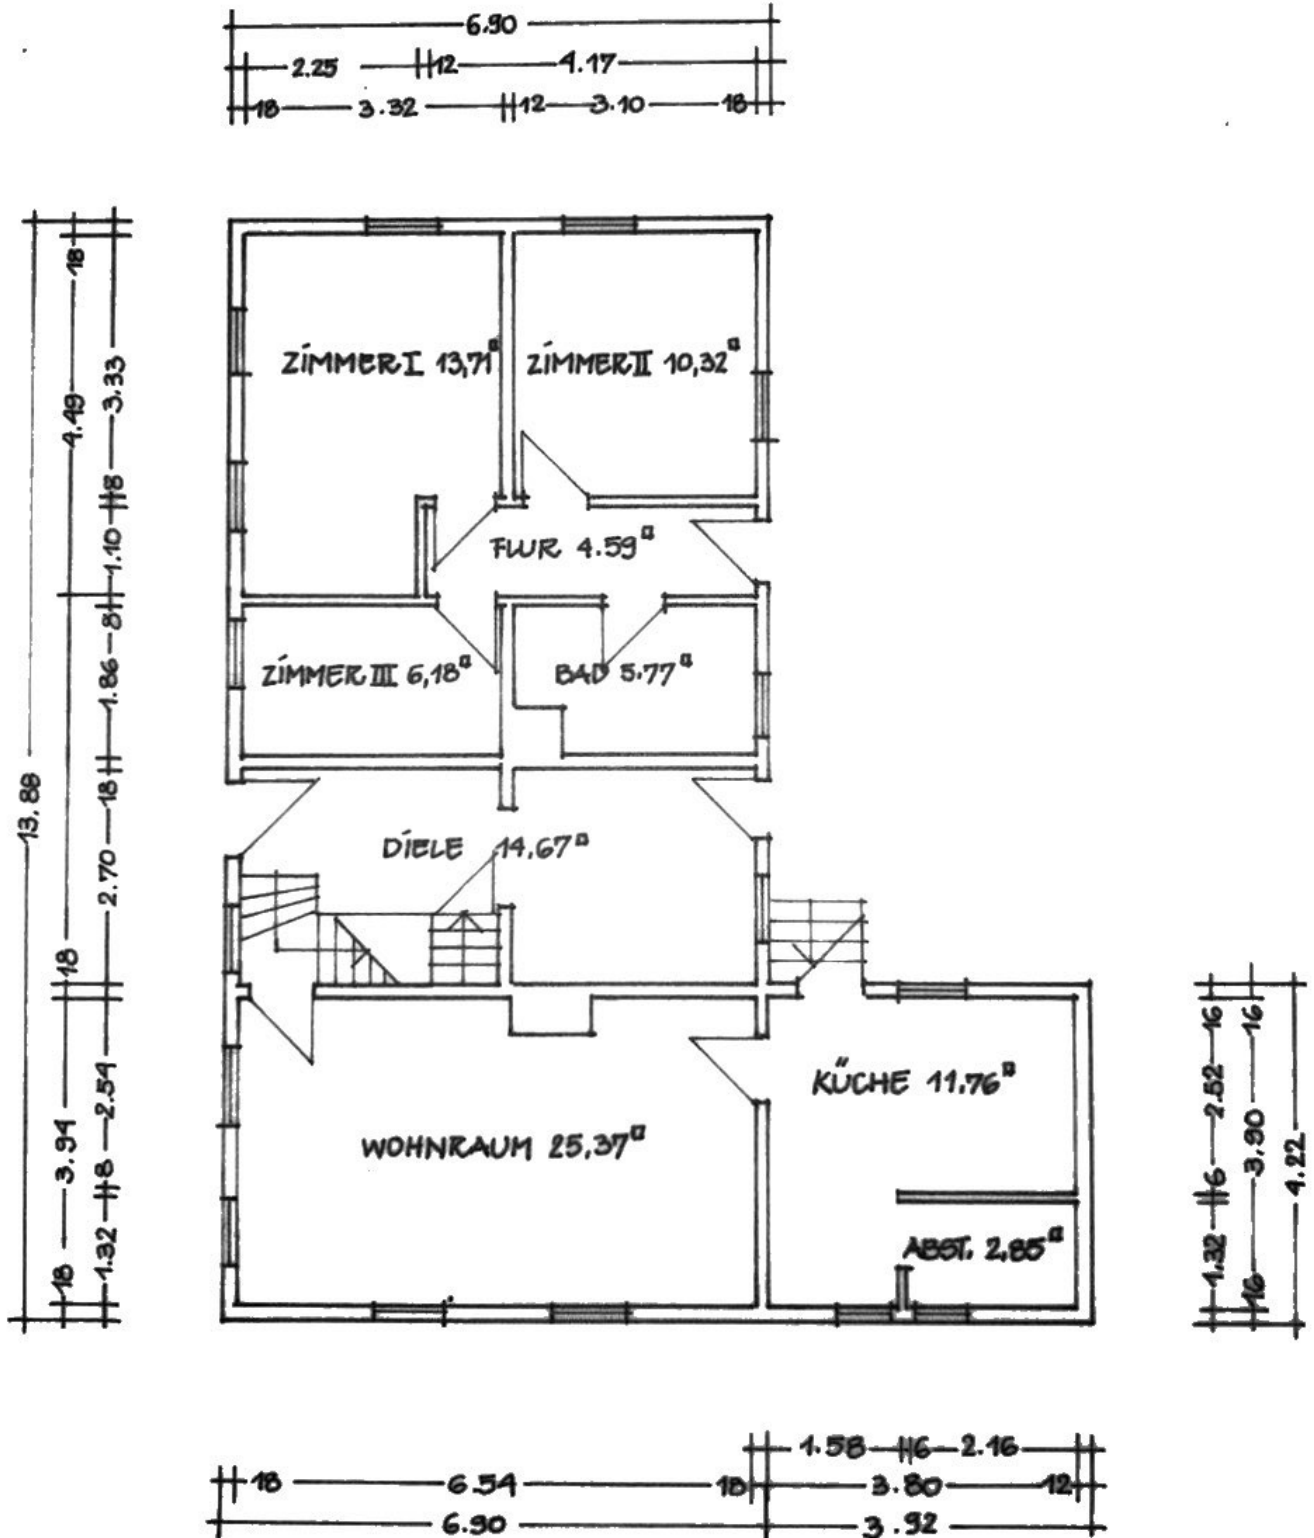 6.90
2.25 12 4.17
18 3.32 12 3.10 18
13.88
18 4.49 18 3.94 18
3.33 8 1.10 8 1.86 18 2.70 2.54 8 1.32
ZIMMER I 13,71 ZIMMER II 10,32
FLUR 4.59
ZIMMER III 6,18 BAD 5.77
DIELE 14.67
KÜCHE 11.76
WOHNRAUM 25,37
ABST. 2,85
16 2.52 6 1.32
16 3.90 16
4.22
1.58 6 2.16
18 6.54 18 3.80 12
6.90 3.92